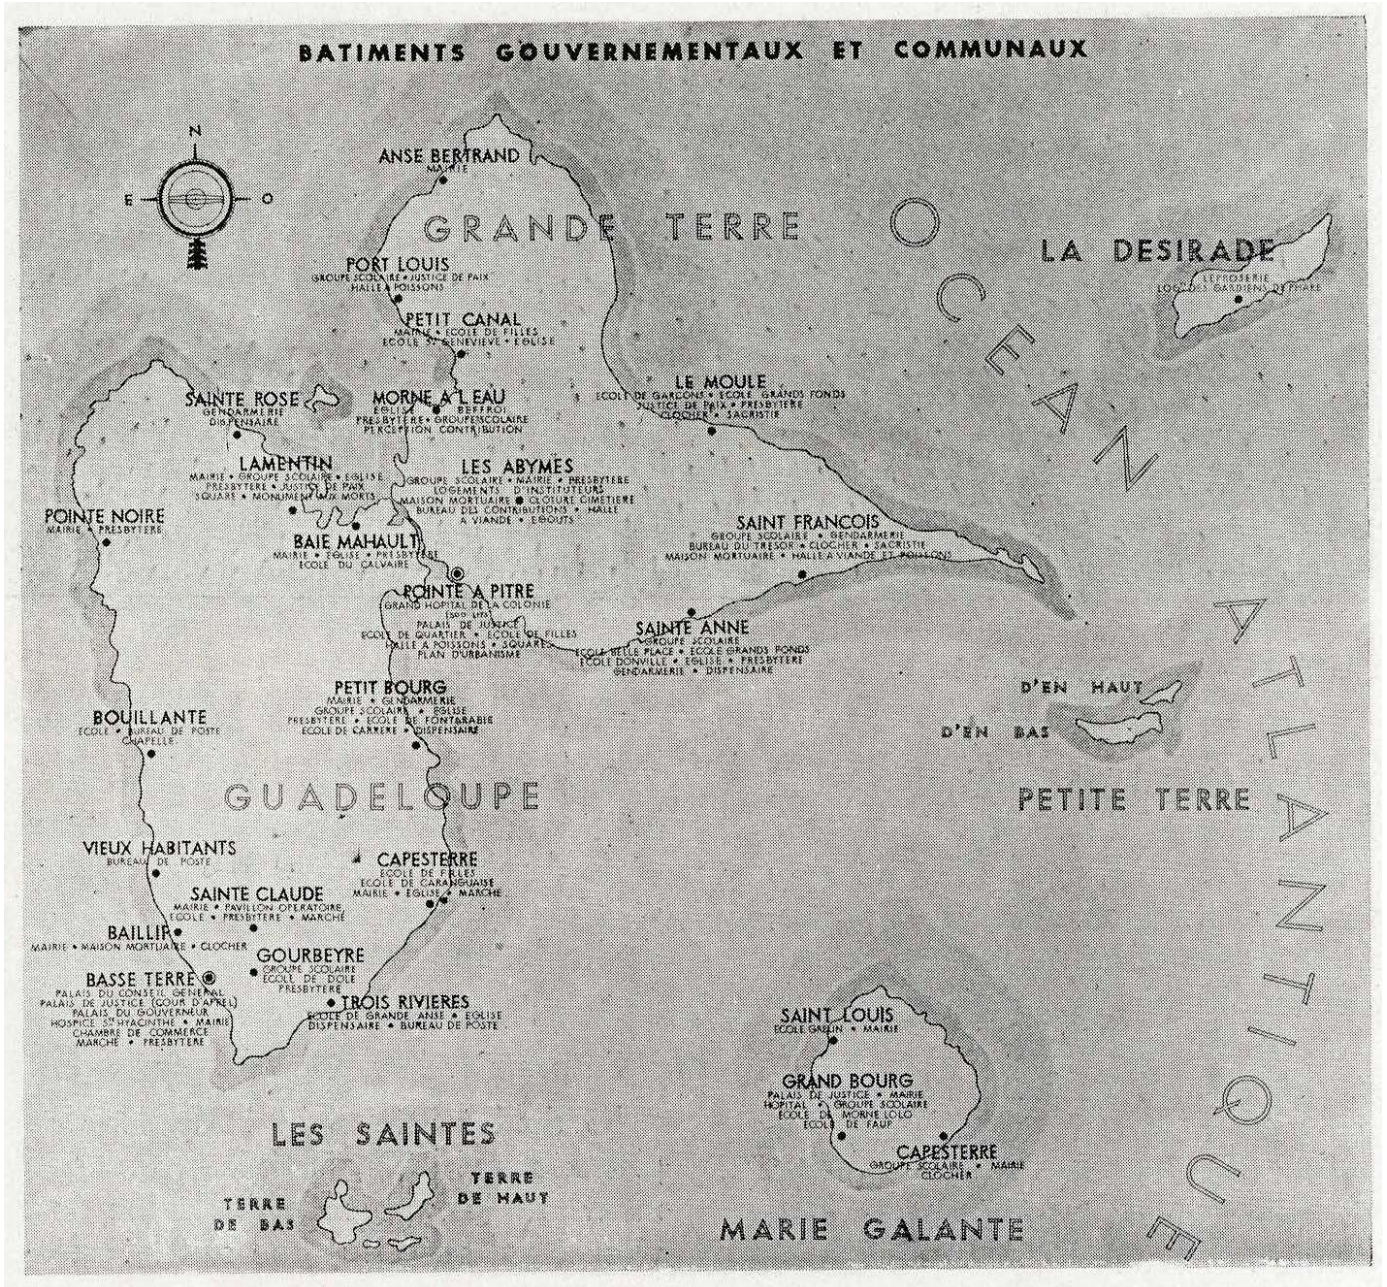 BATIMENTS GOUVERNEMENTAUX ET COMMUNAUX
N
E
O
ANSE BERTRAND
MAIRIE
GRANDE TERRE
OCEAN ATLANTIQUE
LA DESIRADE
LEPROSERIE
LOGTS DES GARDIENS DE PHARE
PORT LOUIS
GROUPE SCOLAIRE • JUSTICE DE PAIX
HALLE A POISSONS
PETIT CANAL
MAIRIE • ECOLE DE FILLES
ECOLE STE GENEVIEVE • EGLISE
SAINTE ROSE
GENDARMERIE
DISPENSAIRE
MORNE A L'EAU
EGLISE • BEFFROI
PRESBYTERE • GROUPE SCOLAIRE
PERCEPTION CONTRIBUTION
LE MOULE
ECOLE DE GARCONS • ECOLE GRANDS FONDS
JUSTICE DE PAIX • PRESBYTERE
CLOCHER • SACRISTIE
LAMENTIN
MAIRIE • GROUPE SCOLAIRE • EGLISE
PRESBYTERE • JUSTICE DE PAIX
SQUARE • MONUMENT AUX MORTS
LES ABYMES
GROUPE SCOLAIRE • MAIRIE • PRESBYTERE
LOGEMENTS D'INSTITUTEURS
MAISON MORTUAIRE • CLOTURE CIMETIERE
BUREAU DES CONTRIBUTIONS • HALLE
A VIANDE • EGOUTS
POINTE NOIRE
MAIRIE • PRESBYTERE
BAIE MAHAULT
MAIRIE • EGLISE • PRESBYTERE
ECOLE DU CALVAIRE
SAINT FRANCOIS
GROUPE SCOLAIRE • GENDARMERIE
BUREAU DU TRESOR • CLOCHER • SACRISTIE
MAISON MORTUAIRE • HALLE A VIANDE ET POISSONS
POINTE A PITRE
GRAND HOPITAL DE LA COLONIE
(500 LITS)
PALAIS DE JUSTICE
ECOLE DE QUARTIER • ECOLE DE FILLES
HALLE A POISSONS • SQUARES
PLAN D'URBANISME
SAINTE ANNE
GROUPE SCOLAIRE
ECOLE BELLE PLACE • ECOLE GRANDS FONDS
ECOLE DONVILLE • EGLISE • PRESBYTERE
GENDARMERIE • DISPENSAIRE
PETIT BOURG
MAIRIE • GENDARMERIE
GROUPE SCOLAIRE • EGLISE
PRESBYTERE • ECOLE DE FONTARABIE
ECOLE DE CARRERE • DISPENSAIRE
D'EN HAUT
D'EN BAS
PETITE TERRE
BOUILLANTE
ECOLE • BUREAU DE POSTE
CHAPELLE
GUADELOUPE
VIEUX HABITANTS
BUREAU DE POSTE
CAPESTERRE
ECOLE DE FILLES
ECOLE DE CARANGUAISE
MAIRIE • EGLISE • MARCHE
SAINTE CLAUDE
MAIRIE • PAVILLON OPERATOIRE
ECOLE • PRESBYTERE • MARCHÉ
BAILLIF
MAIRIE • MAISON MORTUAIRE • CLOCHER
GOURBEYRE
GROUPE SCOLAIRE
ECOLE DE DOLE
PRESBYTERE
BASSE TERRE
PALAIS DU CONSEIL GENERAL
PALAIS DE JUSTICE (COUR D'APPEL)
PALAIS DU GOUVERNEUR
HOSPICE ST HYACINTHE • MAIRIE
CHAMBRE DE COMMERCE
MARCHÉ • PRESBYTERE
TROIS RIVIERES
ECOLE DE GRANDE ANSE • EGLISE
DISPENSAIRE • BUREAU DE POSTE
SAINT LOUIS
ECOLE GRELIN • MAIRIE
GRAND BOURG
PALAIS DE JUSTICE • MAIRIE
HOPITAL • GROUPE SCOLAIRE
ECOLE DE MORNE LOLO
ECOLE DE FAUP
CAPESTERRE
GROUPE SCOLAIRE • MAIRIE
CLOCHER
LES SAINTES
TERRE
DE HAUT
TERRE
DE BAS
MARIE GALANTE